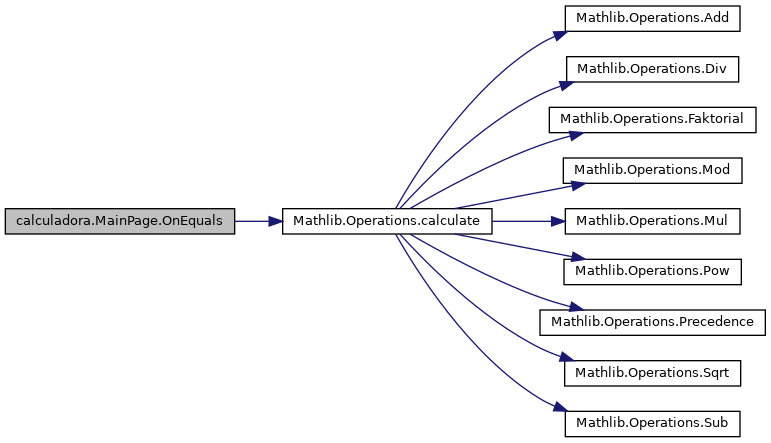 calculadora.MainPage.OnEquals
Mathlib.Operations.calculate
Mathlib.Operations.Add
Mathlib.Operations.Div
Mathlib.Operations.Faktorial
Mathlib.Operations.Mod
Mathlib.Operations.Mul
Mathlib.Operations.Pow
Mathlib.Operations.Precedence
Mathlib.Operations.Sqrt
Mathlib.Operations.Sub